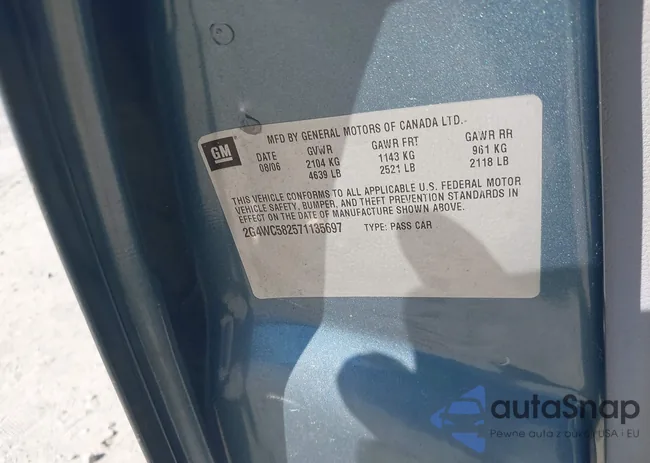 GM
MFD BY GENERAL MOTORS OF CANADA LTD.
DATE GVWR GAWR FRT GAWR RR
08/06 2104 KG 1143 KG 961 KG
4639 LB 2521 LB 2118 LB
THIS VEHICLE CONFORMS TO ALL APPLICABLE U.S. FEDERAL MOTOR
VEHICLE SAFETY, BUMPER, AND THEFT PREVENTION STANDARDS IN
EFFECT ON THE DATE OF MANUFACTURE SHOWN ABOVE.
2G4WC582571135697 TYPE: PASS CAR
autaSnap
Pewne auta z aukcji USA i EU